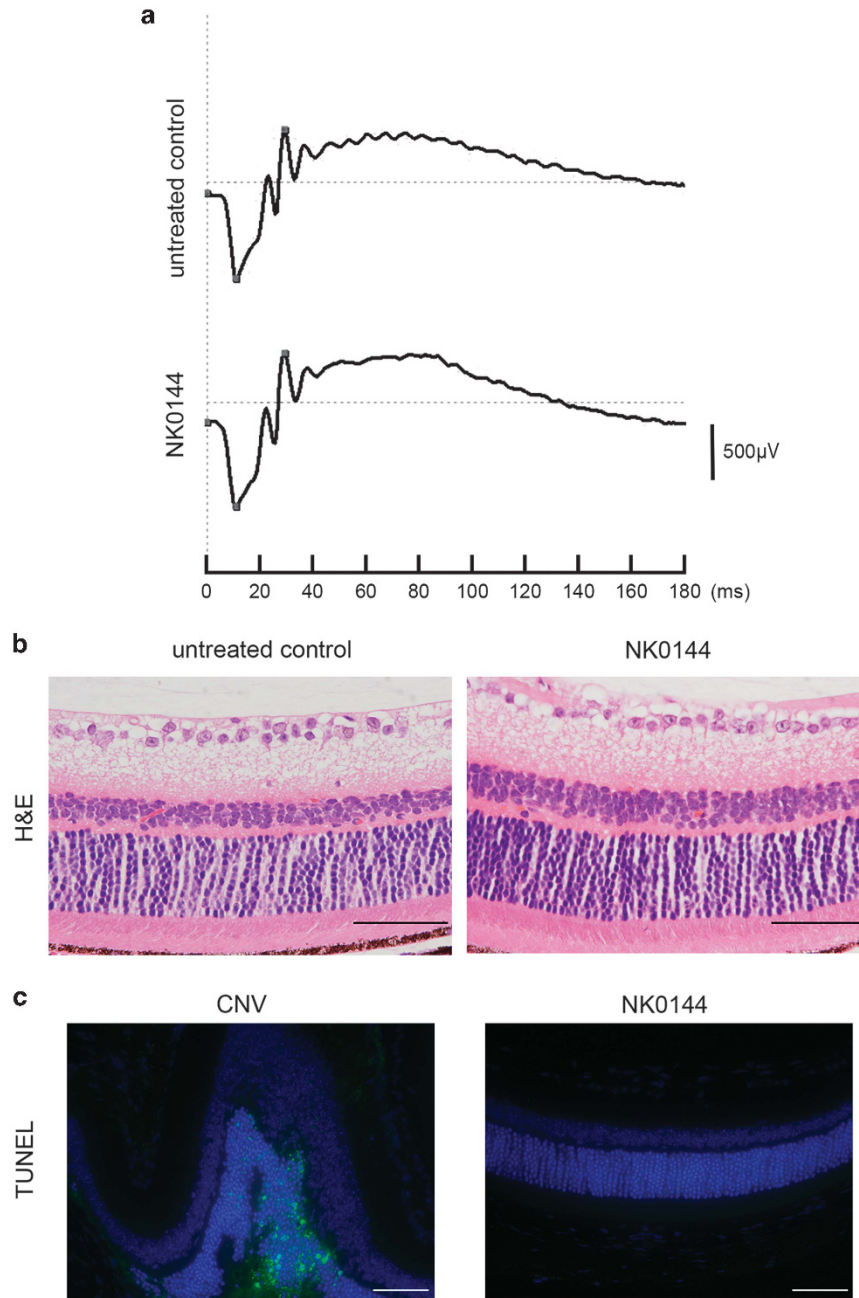 a
untreated control
NK0144
500µV
0 20 40 60 80 100 120 140 160 180 (ms)
b
untreated control NK0144
H&E
c
CNV NK0144
TUNEL